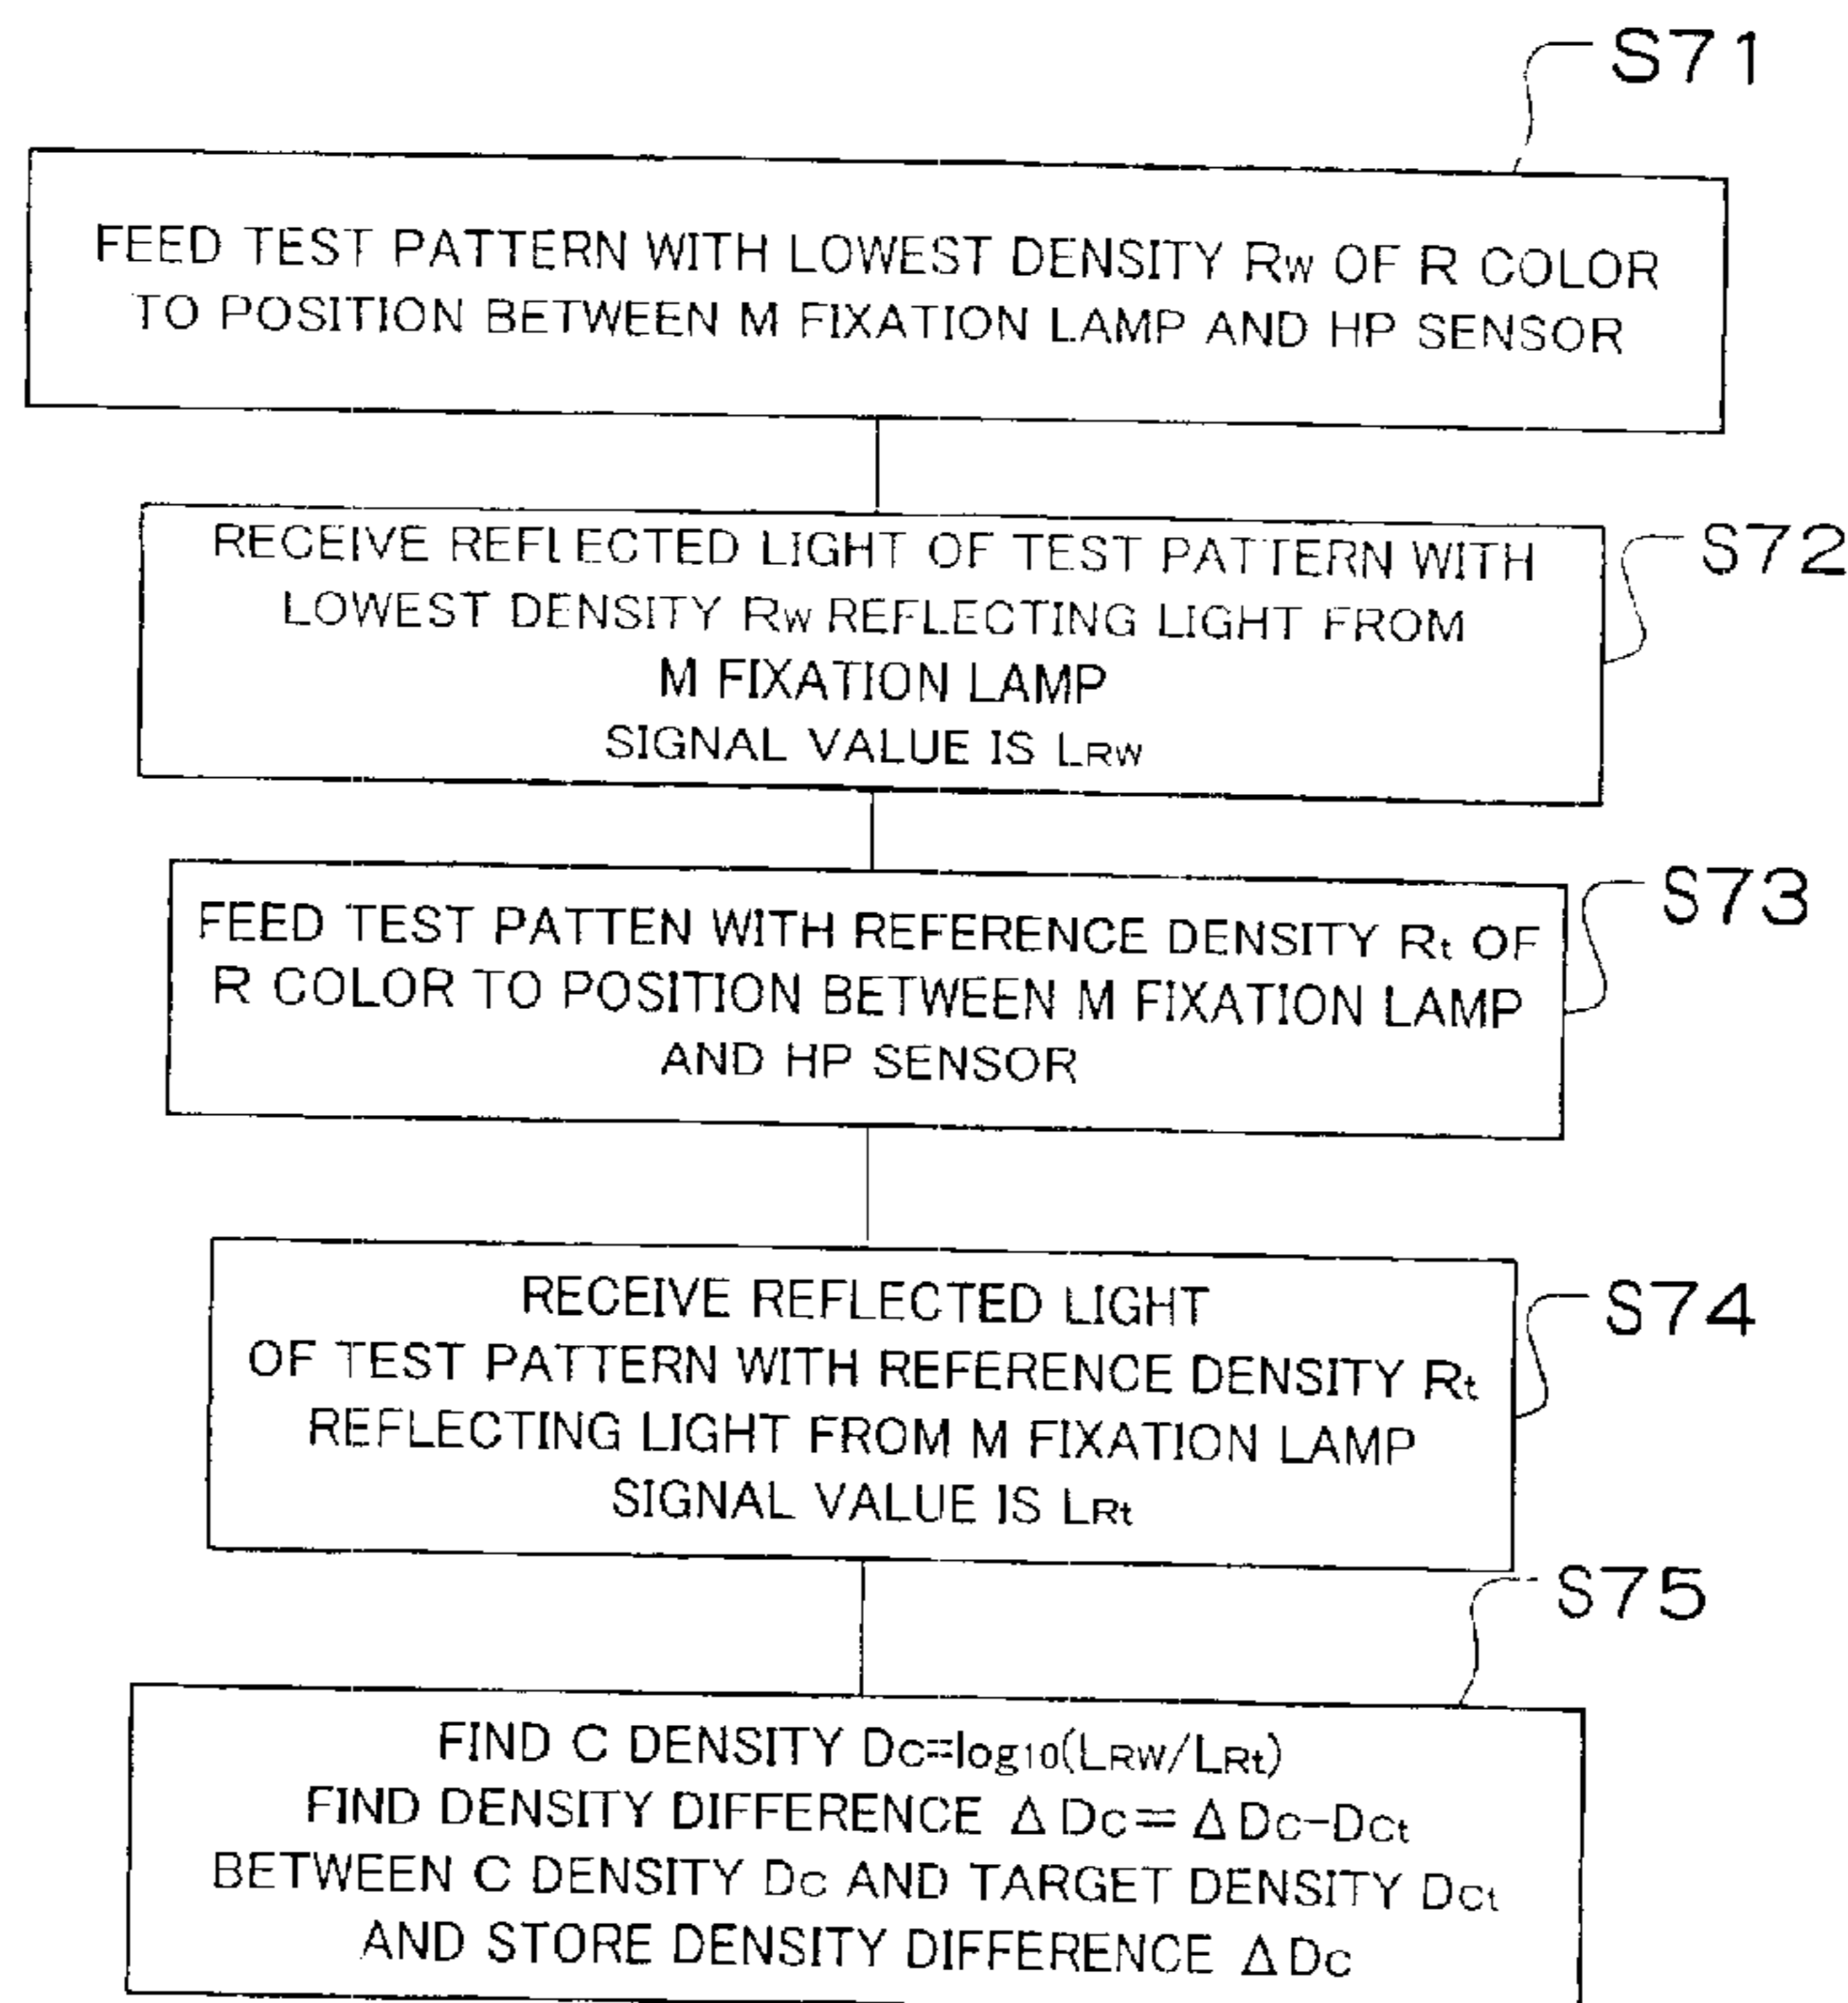 S71
FEED TEST PATTERN WITH LOWEST DENSITY RW OF R COLOR
TO POSITION BETWEEN M FIXATION LAMP AND HP SENSOR
RECEIVE REFLECTED LIGHT OF TEST PATTERN WITH
LOWEST DENSITY RW REFLECTING LIGHT FROM
M FIXATION LAMP
SIGNAL VALUE IS LRW
S72
FEED TEST PATTEN WITH REFERENCE DENSITY Rt OF
R COLOR TO POSITION BETWEEN M FIXATION LAMP
AND HP SENSOR
S73
RECEIVE REFLECTED LIGHT
OF TEST PATTERN WITH REFERENCE DENSITY Rt
REFLECTING LIGHT FROM M FIXATION LAMP
SIGNAL VALUE IS LRt
S74
S75
FIND C DENSITY DC=log10(LRW/LRt)
FIND DENSITY DIFFERENCE ΔDC=ΔDC-DCt
BETWEEN C DENSITY DC AND TARGET DENSITY DCt
AND STORE DENSITY DIFFERENCE ΔDC